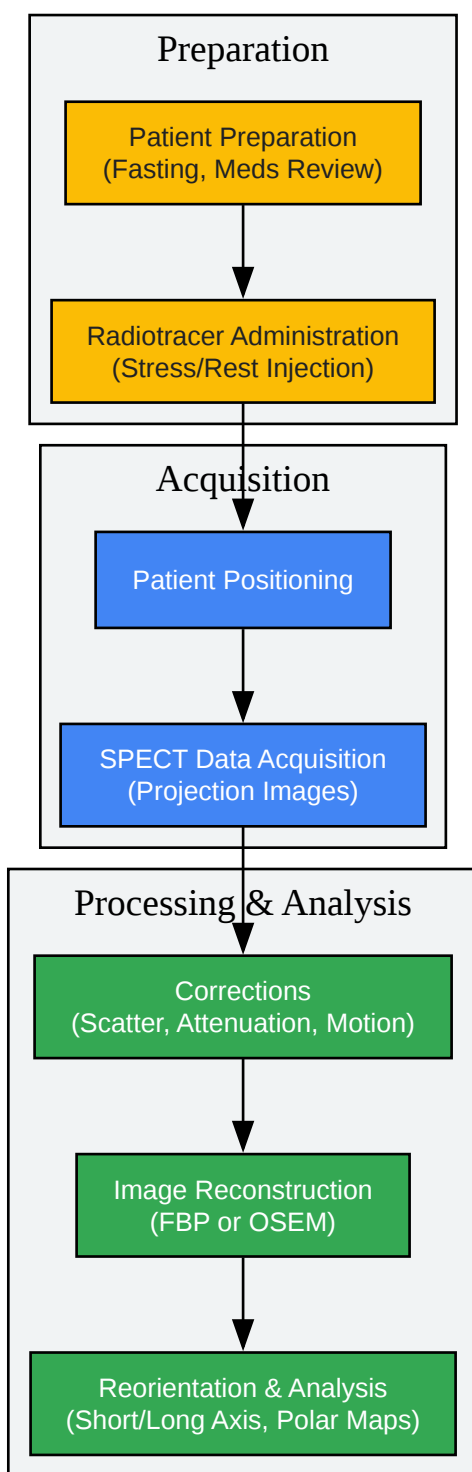 Preparation
Patient Preparation
(Fasting, Meds Review)
Radiotracer Administration
(Stress/Rest Injection)
Acquisition
Patient Positioning
SPECT Data Acquisition
(Projection Images)
Processing & Analysis
Corrections
(Scatter, Attenuation, Motion)
Image Reconstruction
(FBP or OSEM)
Reorientation & Analysis
(Short/Long Axis, Polar Maps)